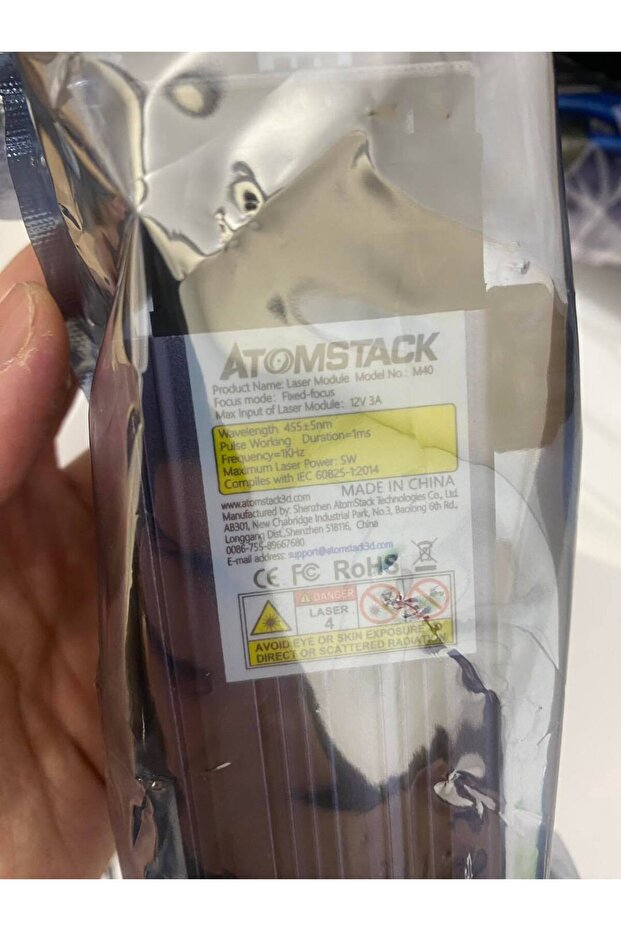 ATOMSTACK
Product Name: Laser Module Model No.: M40
Focus mode: Fixed-focus
Max Input of Laser Module: 12V 3A
Wavelength 455±5nm
Pulse Working Duration=1ms
Frequency=1KHz
Maximum Laser Power: 5W
Complies with IEC 60825-1:2014
MADE IN CHINA
www.atomstack3d.com
Manufactured by: Shenzhen AtomStack Technologies Co., Ltd.
AB301, New Chabridge Industrial Park, No.3, Baolong 6th Rd.,
Longgang Dist.,Shenzhen 518116, China
0086-755-89667680
E-mail address: support@atomstack3d.com
CE FC RoHS
DANGER
LASER
4
AVOID EYE OR SKIN EXPOSURE TO
DIRECT OR SCATTERED RADIATION